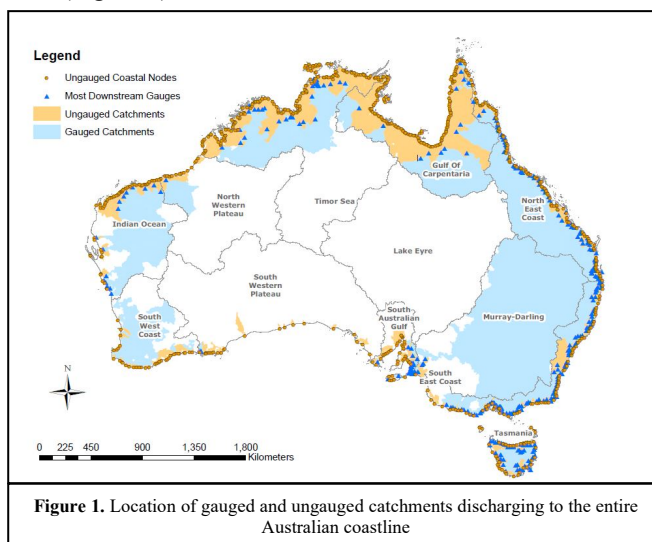 Legend
Ungauged Coastal Nodes
Most Downstream Gauges
Ungauged Catchments
Gauged Catchments
Gulf Of
Carpentaria
North
Western
Plateau
Timor Sea
North
East
Coast
Indian Ocean
Lake Eyre
South
Western
Plateau
South
Australian
Gulf
Murray-Darling
South
West
Coast
South
East Coast
N
Tasmania
0 225 450 900 1,350 1,800
Kilometers
Figure 1. Location of gauged and ungauged catchments discharging to the entire
Australian coastline